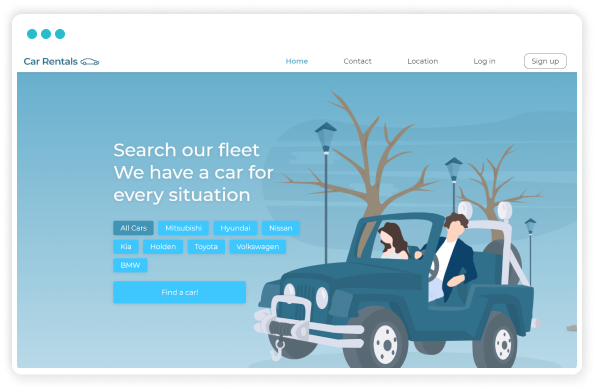 Car Rentals Home Contact Location Log in Sign up
Search our fleet
We have a car for
every situation
All Cars Mitsubishi Hyundai Nissan
Kia Holden Toyota Volkswagen
BMW
Find a car!